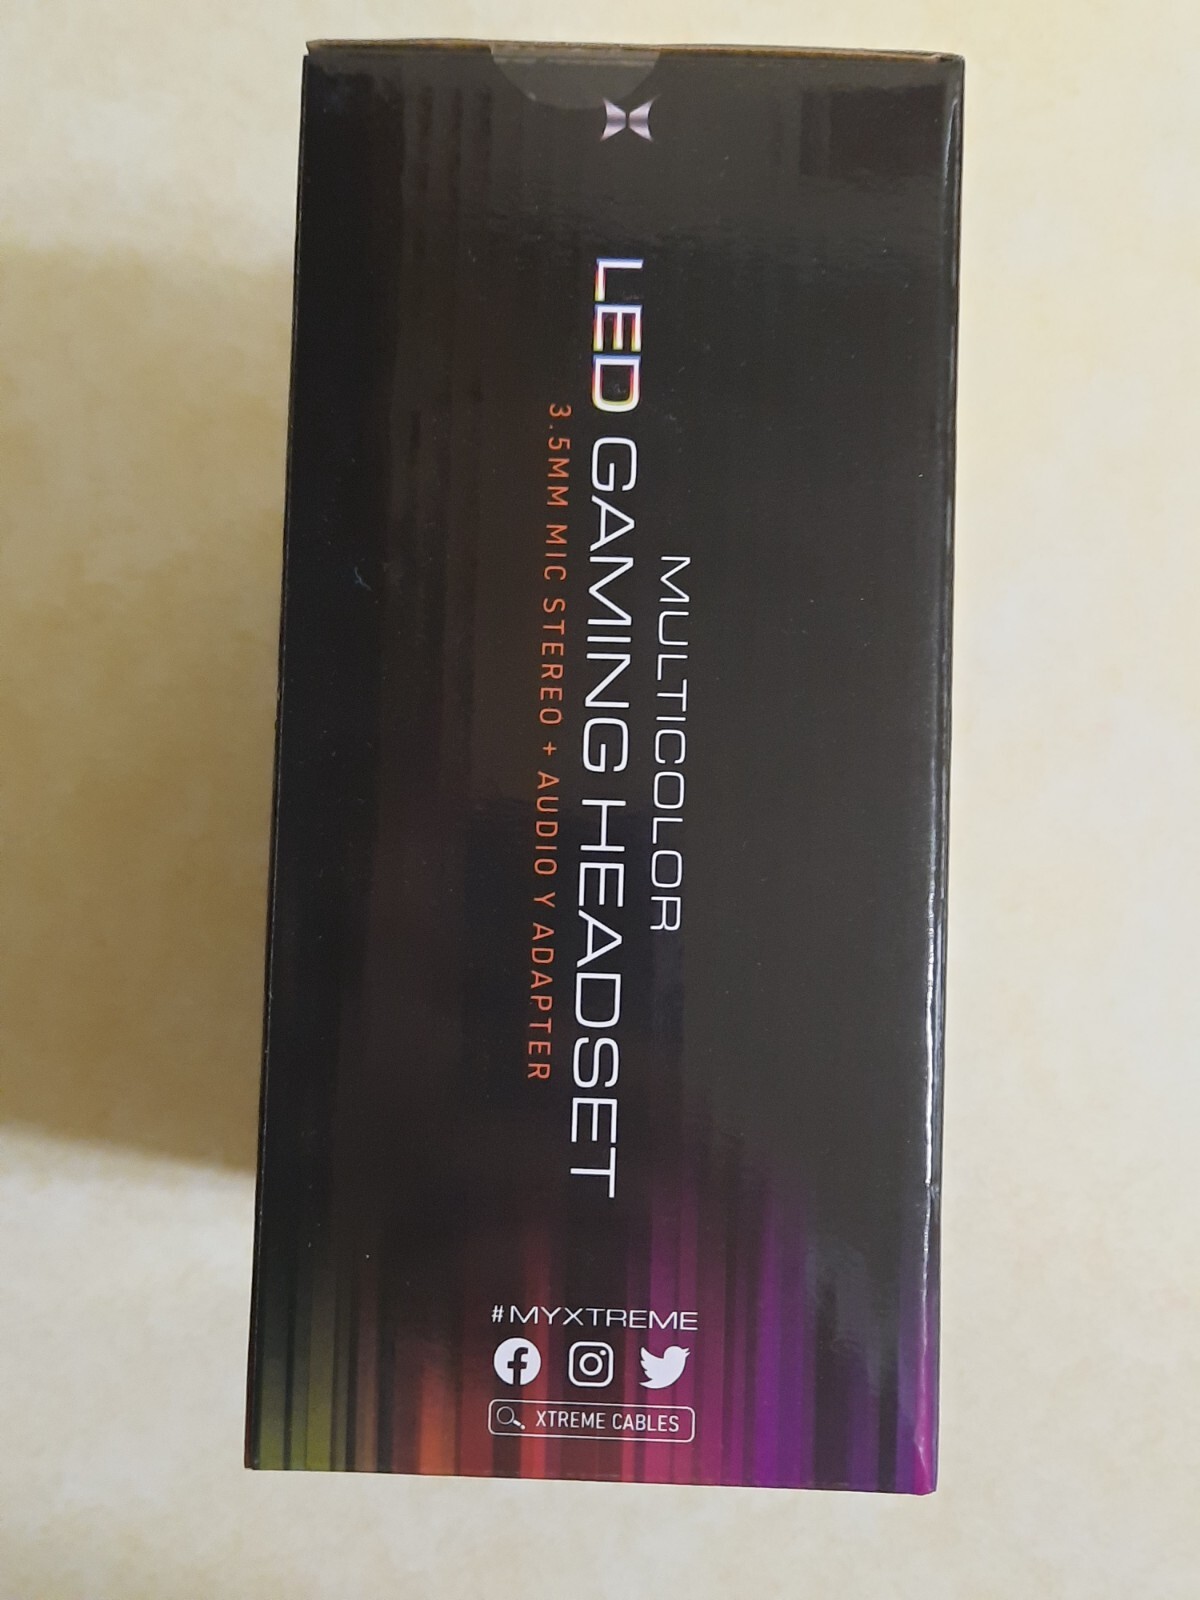 MULTICOLOR
LED GAMING HEADSET
3.5MM MIC STEREO + AUDIO Y ADAPTER
#MYXTREME
XTREME CABLES